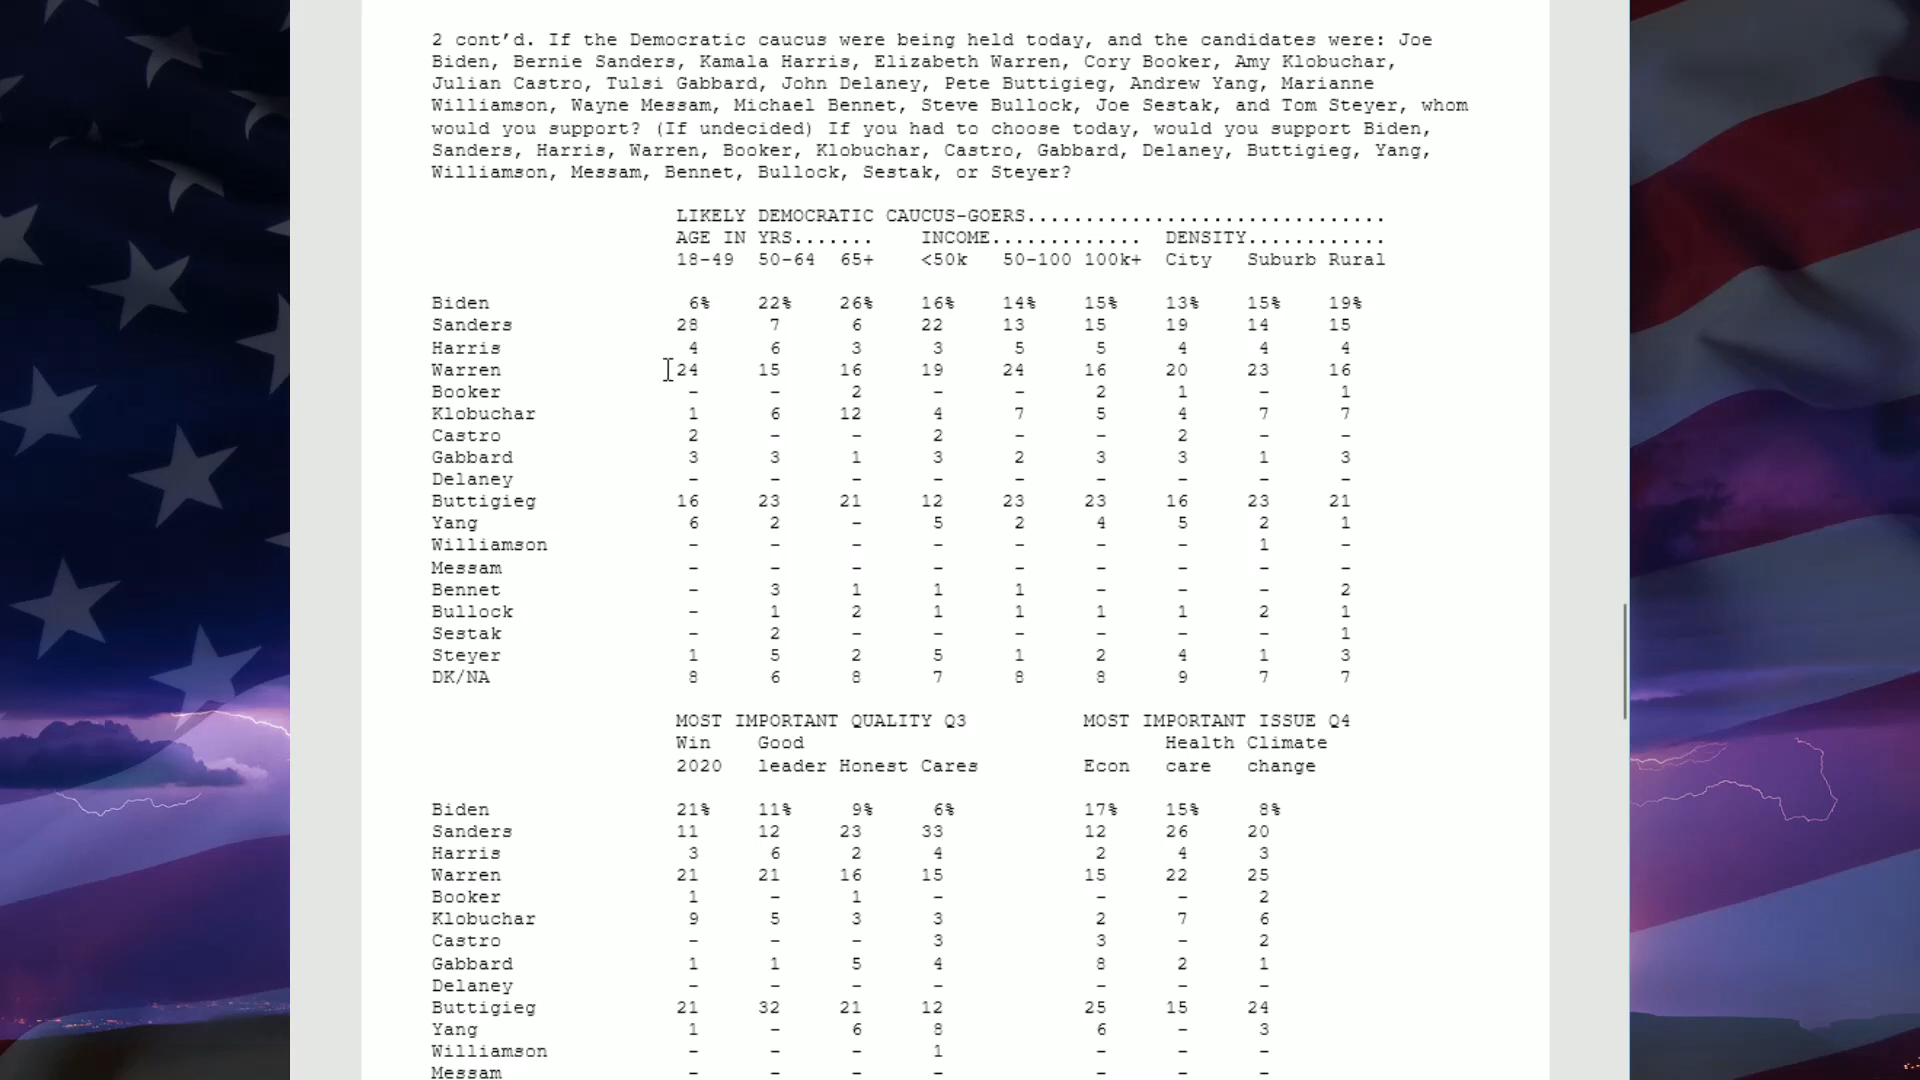 2 cont’d. If the Democratic caucus were being held today, and the candidates were: Joe
Biden, Bernie Sanders, Kamala Harris, Elizabeth Warren, Cory Booker, Amy Klobuchar,
Julian Castro, Tulsi Gabbard, John Delaney, Pete Buttigieg, Andrew Yang, Marianne
Williamson, Wayne Messam, Michael Bennet, Steve Bullock, Joe Sestak, and Tom Steyer, whom
would you support? (If undecided) If you had to choose today, would you support Biden,
Sanders, Harris, Warren, Booker, Klobuchar, Castro, Gabbard, Delaney, Buttigieg, Yang,
Williamson, Messam, Bennet, Bullock, Sestak, or Steyer?
LIKELY DEMOCRATIC CAUCUS-GOERS...............................
AGE IN YRS....... INCOME............. DENSITY............
18-49 50-64 65+ <50k 50-100 100k+ City Suburb Rural
Biden 6% 22% 26% 16% 14% 15% 13% 15% 19%
Sanders 28 7 6 22 13 15 19 14 15
Harris 4 6 3 3 5 5 4 4 4
Warren 24 15 16 19 24 16 20 23 16
Booker - - 2 - - 2 1 - 1
Klobuchar 1 6 12 4 7 5 4 7 7
Castro 2 - - 2 - - 2 - -
Gabbard 3 3 1 3 2 3 3 1 3
Delaney - - - - - - - - -
Buttigieg 16 23 21 12 23 23 16 23 21
Yang 6 2 - 5 2 4 5 2 1
Williamson - - - - - - - 1 -
Messam - - - - - - - - -
Bennet - 3 1 1 1 - - - 2
Bullock - 1 2 1 1 1 1 2 1
Sestak - 2 - - - - - - 1
Steyer 1 5 2 5 1 2 4 1 3
DK/NA 8 6 8 7 8 8 9 7 7
MOST IMPORTANT QUALITY Q3 MOST IMPORTANT ISSUE Q4
Win Good Health Climate
2020 leader Honest Cares Econ care change
Biden 21% 11% 9% 6% 17% 15% 8%
Sanders 11 12 23 33 12 26 20
Harris 3 6 2 4 2 4 3
Warren 21 21 16 15 15 22 25
Booker 1 - 1 - - - 2
Klobuchar 9 5 3 3 2 7 6
Castro - - - 3 3 - 2
Gabbard 1 1 5 4 8 2 1
Delaney - - - - - - -
Buttigieg 21 32 21 12 25 15 24
Yang 1 - 6 8 6 - 3
Williamson - - - 1 - - -
Messam - - - - - - -